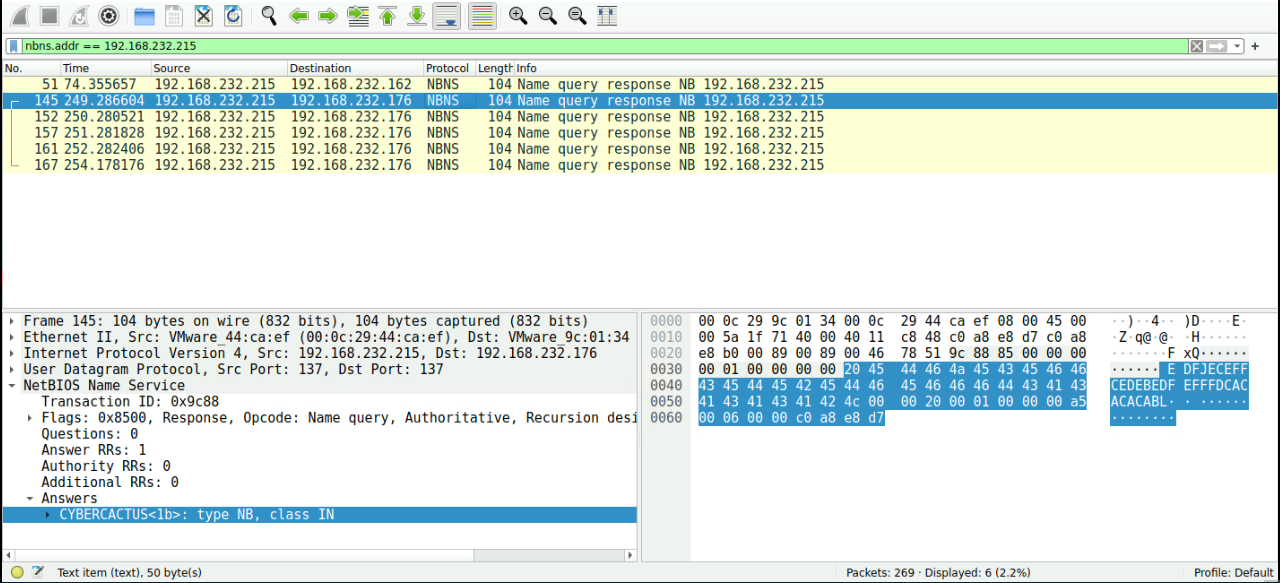 nbns.addr == 192.168.232.215
No. Time Source Destination Protocol Length Info
51 74.355657 192.168.232.215 192.168.232.162 NBNS 104 Name query response NB 192.168.232.215
145 249.286604 192.168.232.215 192.168.232.176 NBNS 104 Name query response NB 192.168.232.215
152 250.280521 192.168.232.215 192.168.232.176 NBNS 104 Name query response NB 192.168.232.215
157 251.281828 192.168.232.215 192.168.232.176 NBNS 104 Name query response NB 192.168.232.215
161 252.282406 192.168.232.215 192.168.232.176 NBNS 104 Name query response NB 192.168.232.215
167 254.178176 192.168.232.215 192.168.232.176 NBNS 104 Name query response NB 192.168.232.215
Frame 145: 104 bytes on wire (832 bits), 104 bytes captured (832 bits)
Ethernet II, Src: VMware_44:ca:ef (00:0c:29:44:ca:ef), Dst: VMware_9c:01:34
Internet Protocol Version 4, Src: 192.168.232.215, Dst: 192.168.232.176
User Datagram Protocol, Src Port: 137, Dst Port: 137
NetBIOS Name Service
Transaction ID: 0x9c88
Flags: 0x8500, Response, Opcode: Name query, Authoritative, Recursion desi
Questions: 0
Answer RRs: 1
Authority RRs: 0
Additional RRs: 0
Answers
CYBERCACTUS<1b>: type NB, class IN
0000 00 0c 29 9c 01 34 00 0c 29 44 ca ef 08 00 45 00 ··)··4·· )D····E·
0010 00 5a 1f 71 40 00 40 11 c8 48 c0 a8 e8 d7 c0 a8 ·Z·q@·@· ·H······
0020 e8 b0 00 89 00 89 00 46 78 51 9c 88 85 00 00 00 ·······F xQ······
0030 00 01 00 00 00 00 20 45 44 46 4a 45 43 45 46 46 ······ E DFJECEFF
0040 43 45 44 45 42 45 44 46 45 46 46 46 44 43 41 43 CEDEBEDF EFFFDCAC
0050 41 43 41 43 41 42 4c 00 00 20 00 01 00 00 00 a5 ACACABL· · ······
0060 00 06 00 00 c0 a8 e8 d7 ········
Text item (text), 50 byte(s)
Packets: 269 · Displayed: 6 (2.2%)
Profile: Default